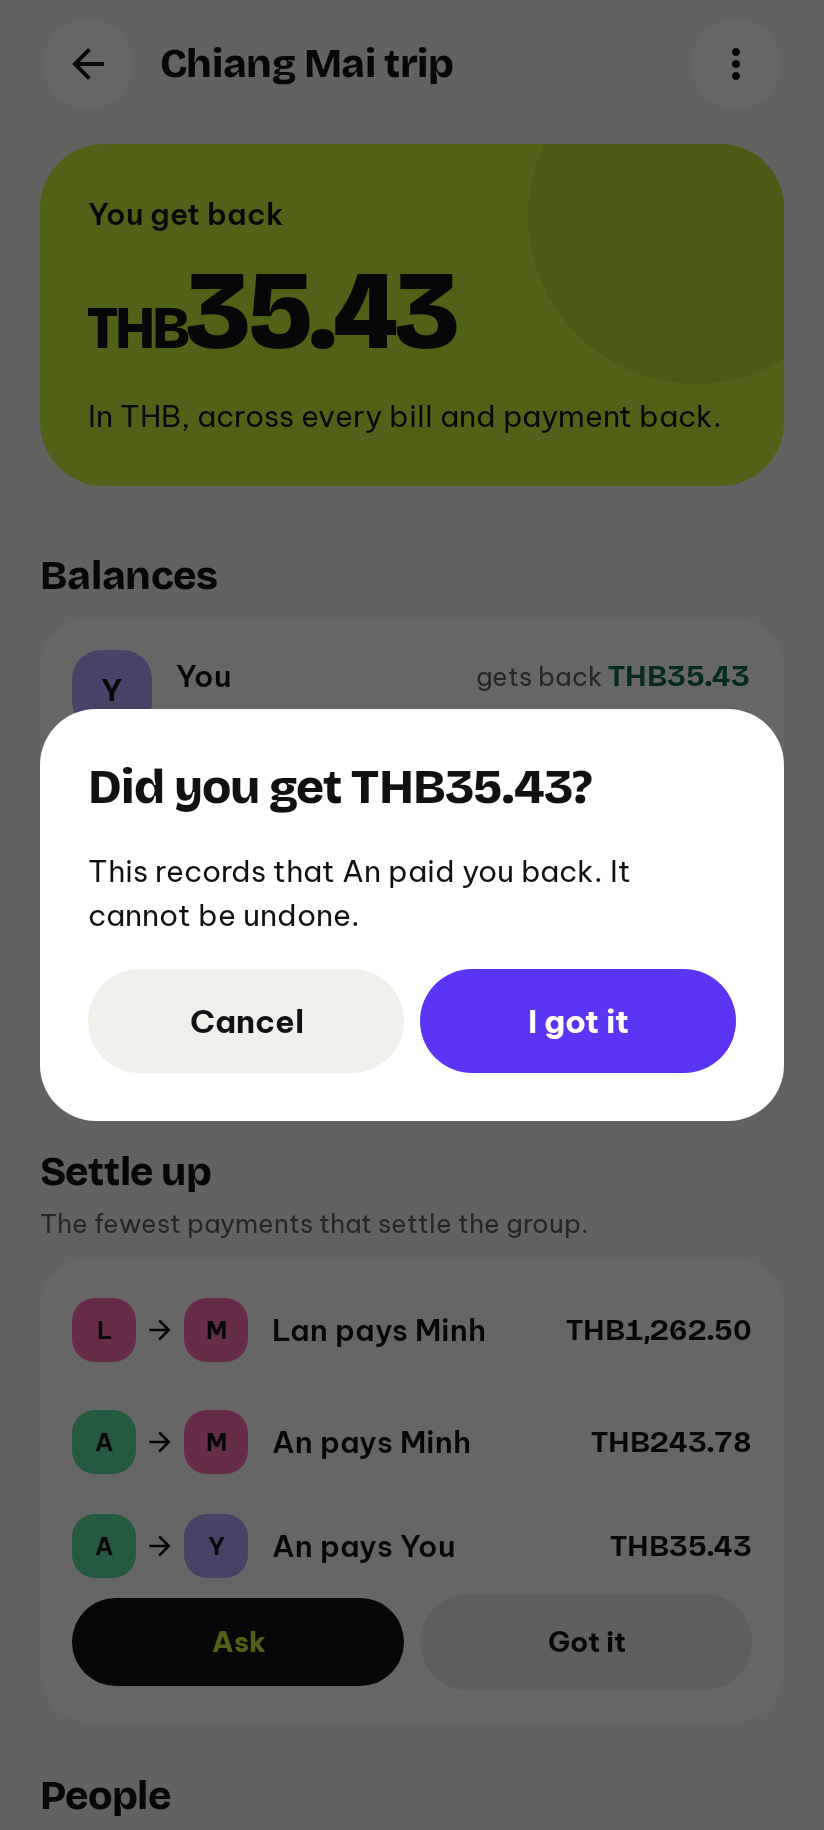 Chiang Mai trip
You get back
THB35.43
In THB, across every bill and payment back.
Balances
Y
You
gets back THB35.43
Did you get THB35.43?
This records that An paid you back. It
cannot be undone.
Cancel
I got it
Settle up
The fewest payments that settle the group.
L → M Lan pays Minh THB1,262.50
A → M An pays Minh THB243.78
A → Y An pays You THB35.43
Ask
Got it
People